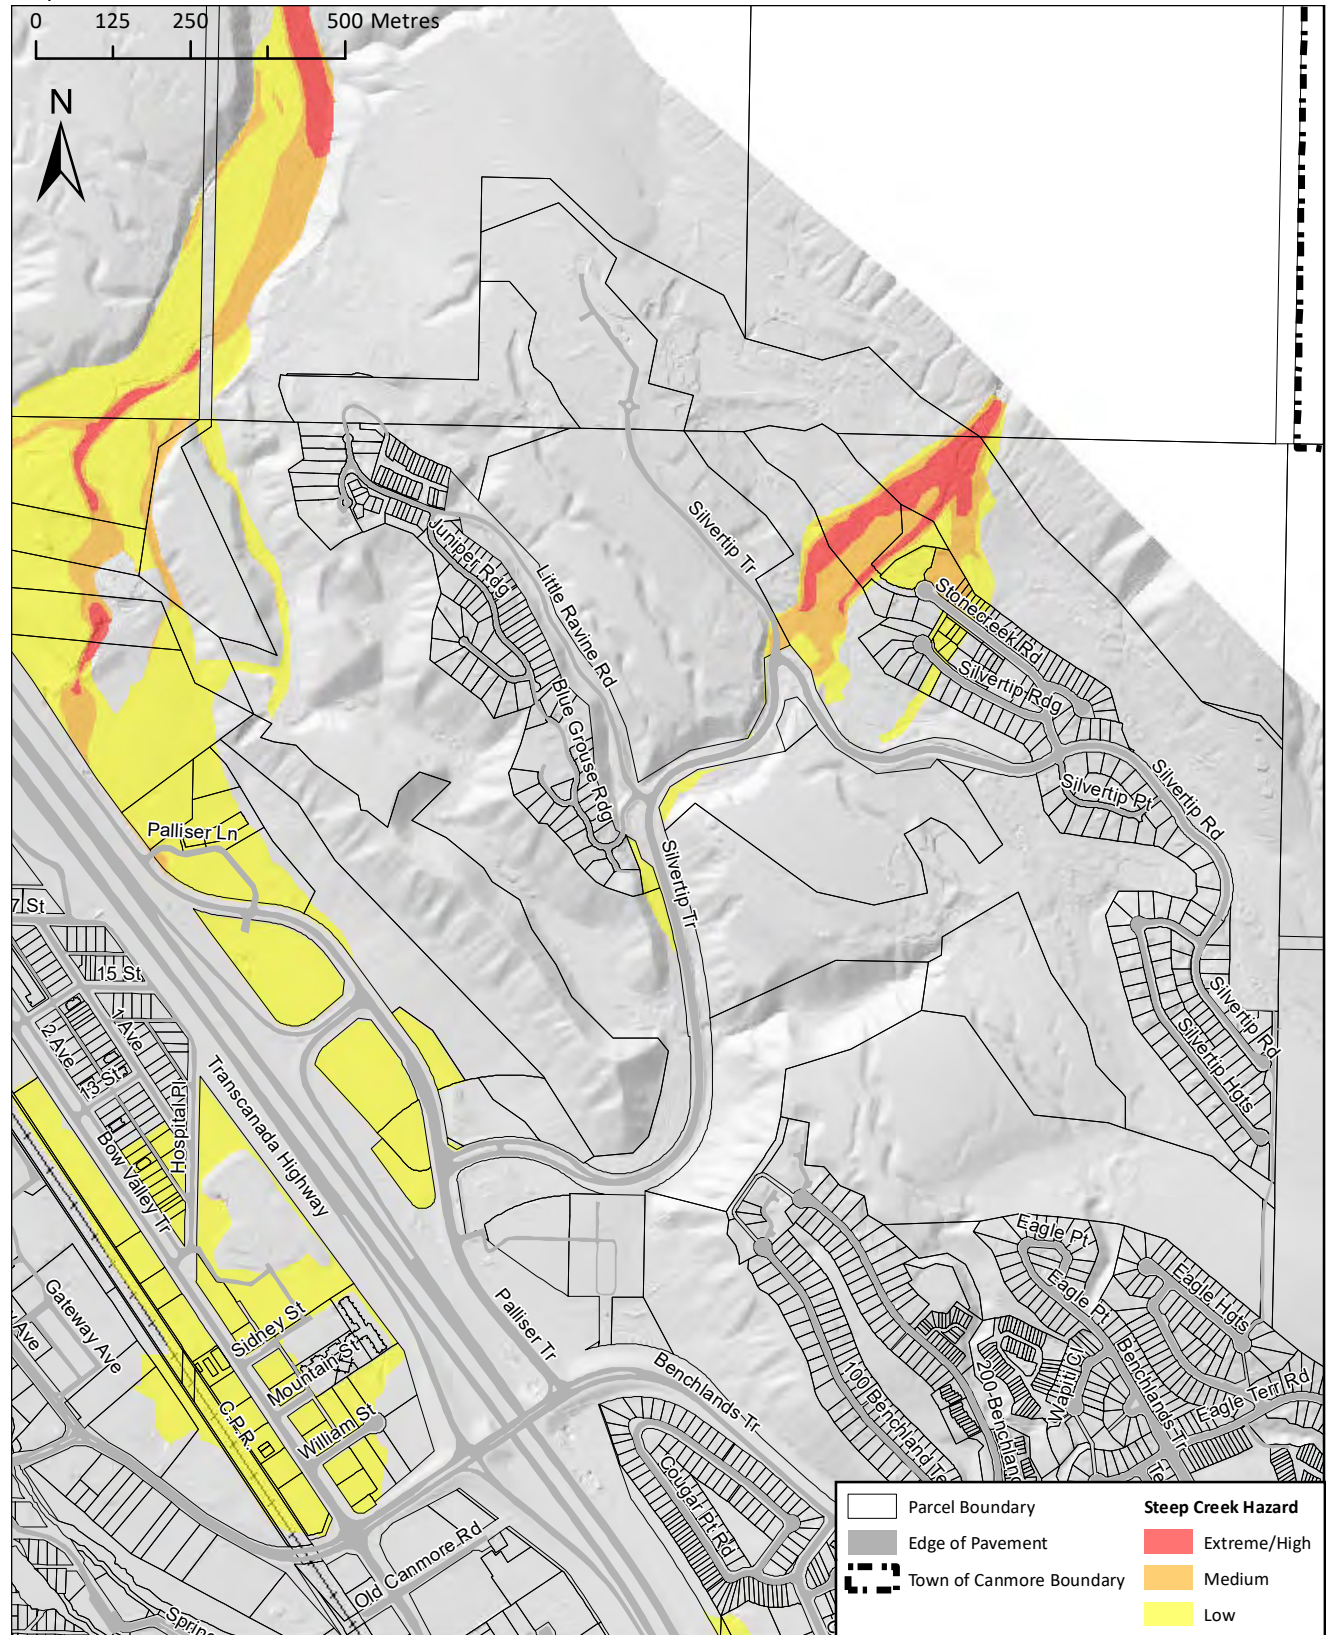 0 125 250 500 Metres
N
Silvertip Tr
Juniper Rdg
Little Ravine Rd
Stonecreek Rd
Silvertip Rdg
Blue Grouse Rdg
Silvertip Pt
Silvertip Rd
Palliser Ln
Silvertip Tr
7 St
15 St
1 Ave
2 Ave
13 St
Hospital Pl
Bow Valley Tr
Transcanada Highway
Silvertip Rd
Silvertip Hgts
Eagle Pt
Eagle Pt
Eagle Hgts
Gateway Ave
Ave
Sidney St
Mountain St
William St
C.P.R.
Palliser Tr
Benchlands Tr
100 Benchland Te
200 Benchland
Wapiti Cl
Benchlands Tr
Eagle Terr Rd
Te
Cougar Pt Rd
Old Canmore Rd
Spring
Parcel Boundary
Edge of Pavement
Town of Canmore Boundary
Steep Creek Hazard
Extreme/High
Medium
Low